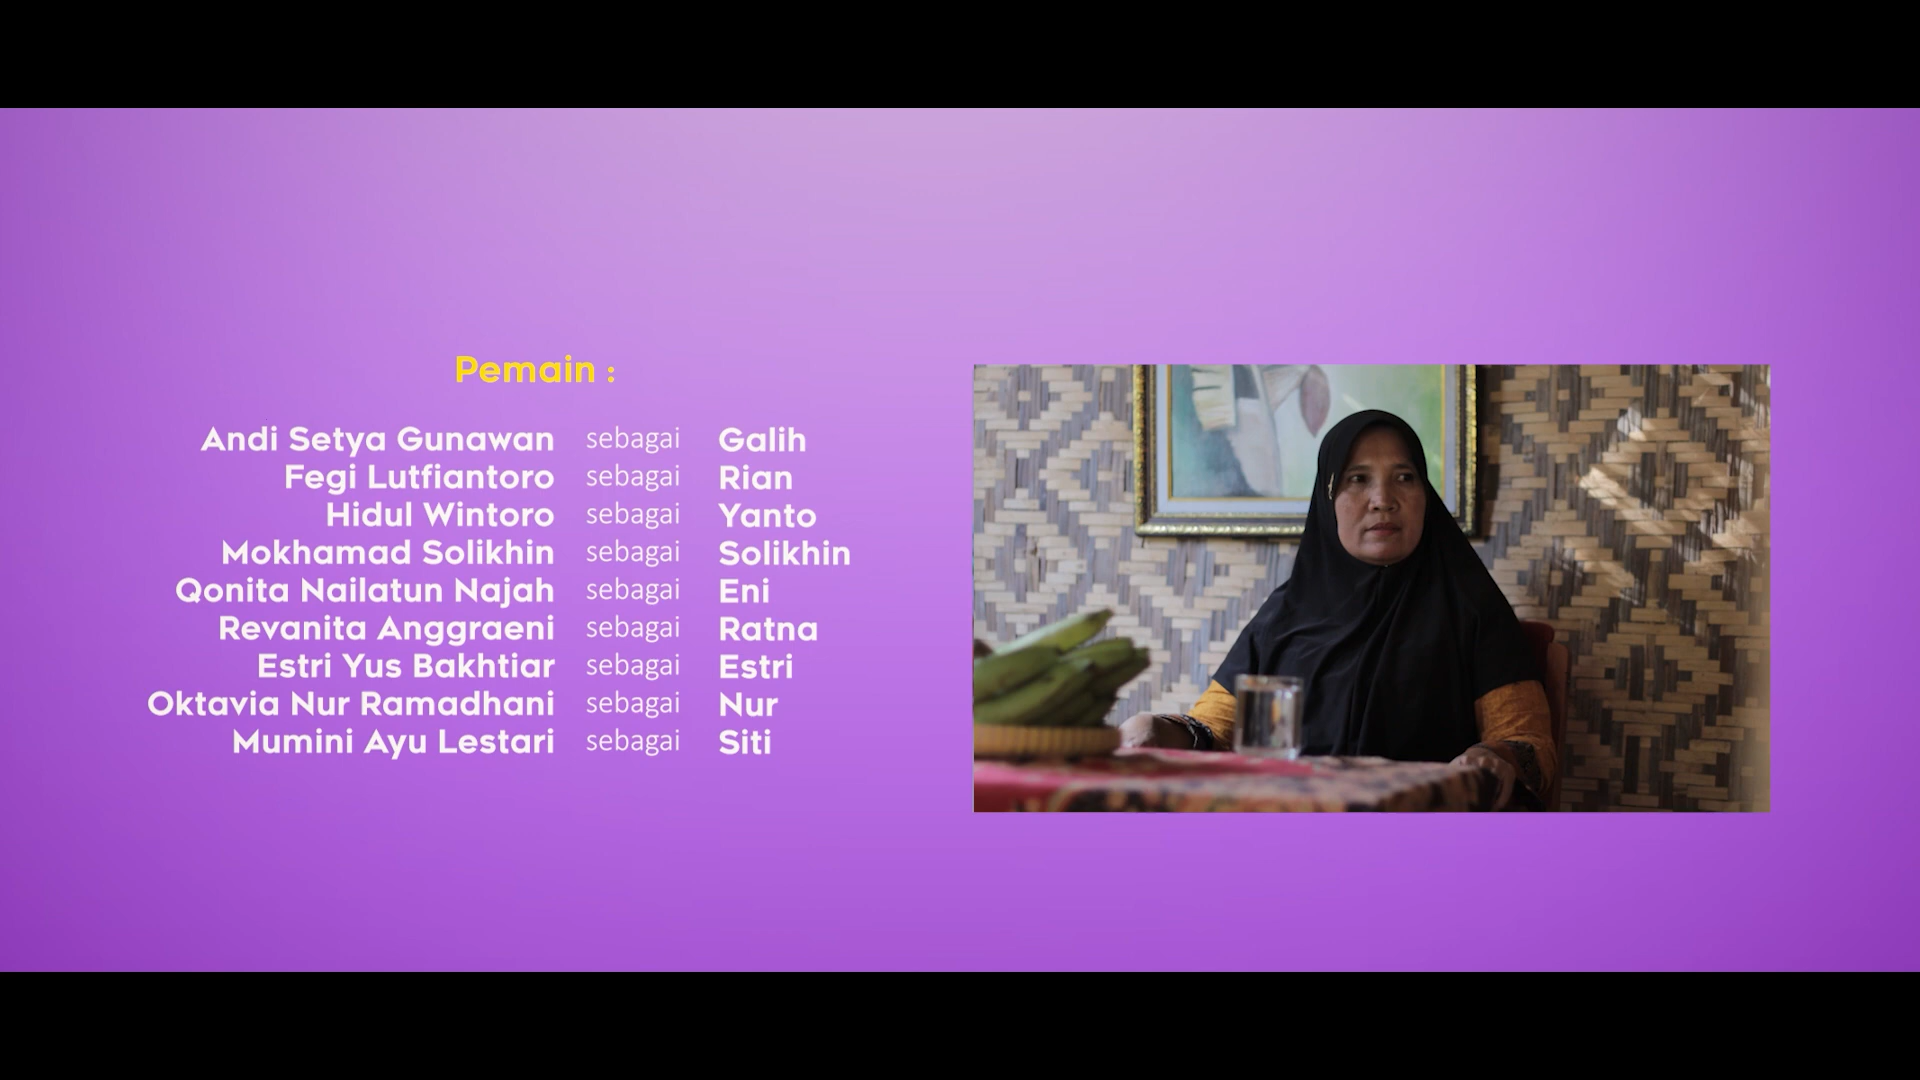 Pemain :
Andi Setya Gunawan sebagai Galih
Fegi Lutfiantoro sebagai Rian
Hidul Wintoro sebagai Yanto
Mokhamad Solikhin sebagai Solikhin
Qonita Nailatun Najah sebagai Eni
Revanita Anggraeni sebagai Ratna
Estri Yus Bakhtiar sebagai Estri
Oktavia Nur Ramadhani sebagai Nur
Mumini Ayu Lestari sebagai Siti